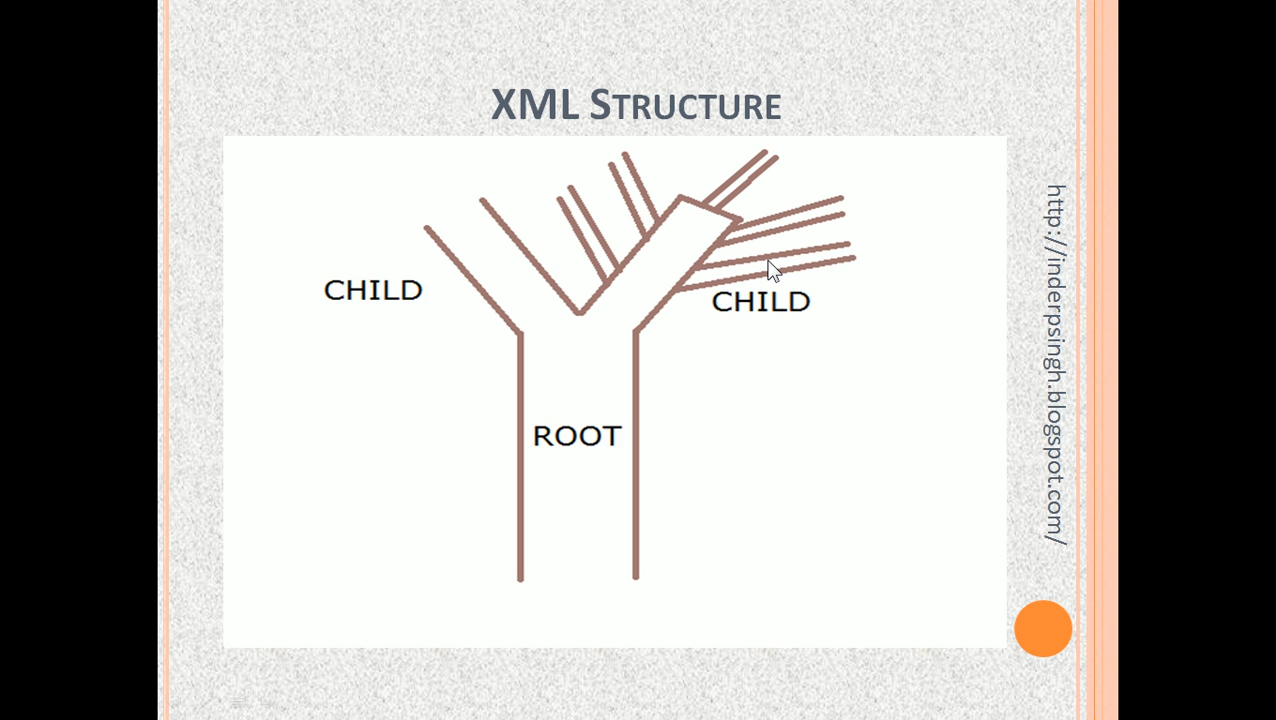 XML STRUCTURE
CHILD
CHILD
ROOT
http://inderpsingh.blogspot.com/